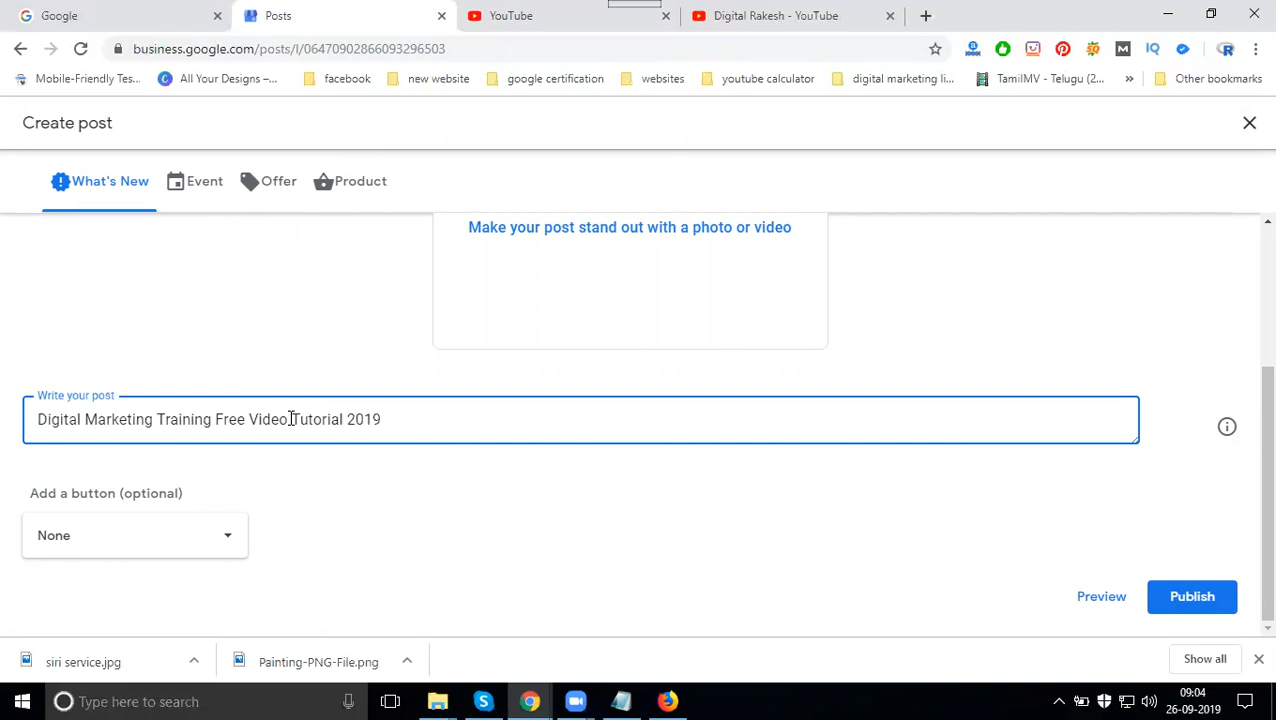 Google
Posts
YouTube
Digital Rakesh - YouTube
business.google.com/posts/l/06470902866093296503
Mobile-Friendly Tes...
All Your Designs –...
facebook
new website
google certification
websites
youtube calculator
digital marketing li...
TamilMV - Telugu (2...
Other bookmarks
Create post
What's New
Event
Offer
Product
Make your post stand out with a photo or video
Write your post
Digital Marketing Training Free Video Tutorial 2019
Add a button (optional)
None
Preview
Publish
siri service.jpg
Painting-PNG-File.png
Show all
Type here to search
09:04
26-09-2019